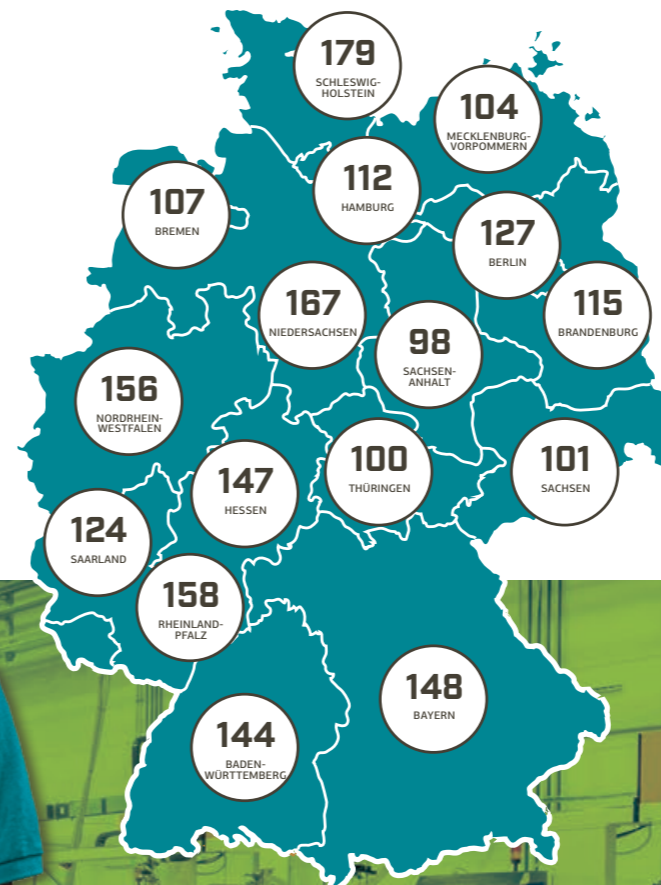 179
SCHLESWIG-
HOLSTEIN
104
MECKLENBURG-
VORPOMMERN
112
HAMBURG
107
BREMEN
127
BERLIN
167
NIEDERSACHSEN
115
BRANDENBURG
98
SACHSEN-
ANHALT
156
NORDRHEIN-
WESTFALEN
100
THÜRINGEN
101
SACHSEN
147
HESSEN
124
SAARLAND
158
RHEINLAND-
PFALZ
148
BAYERN
144
BADEN-
WÜRTTEMBERG